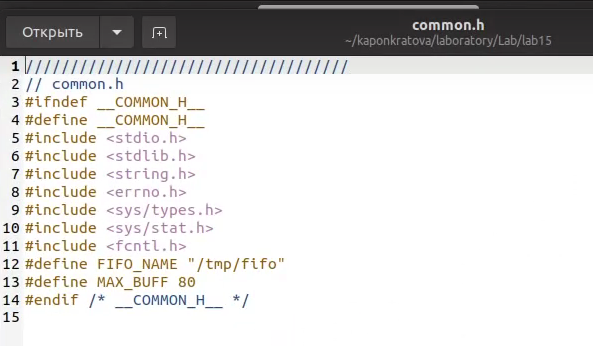 Открыть
common.h
~/kaponkratova/laboratory/Lab/lab15
1 ////////////////////////////////////
2 // common.h
3 #ifndef __COMMON_H__
4 #define __COMMON_H__
5 #include <stdio.h>
6 #include <stdlib.h>
7 #include <string.h>
8 #include <errno.h>
9 #include <sys/types.h>
10 #include <sys/stat.h>
11 #include <fcntl.h>
12 #define FIFO_NAME "/tmp/fifo"
13 #define MAX_BUFF 80
14 #endif /* __COMMON_H__ */
15